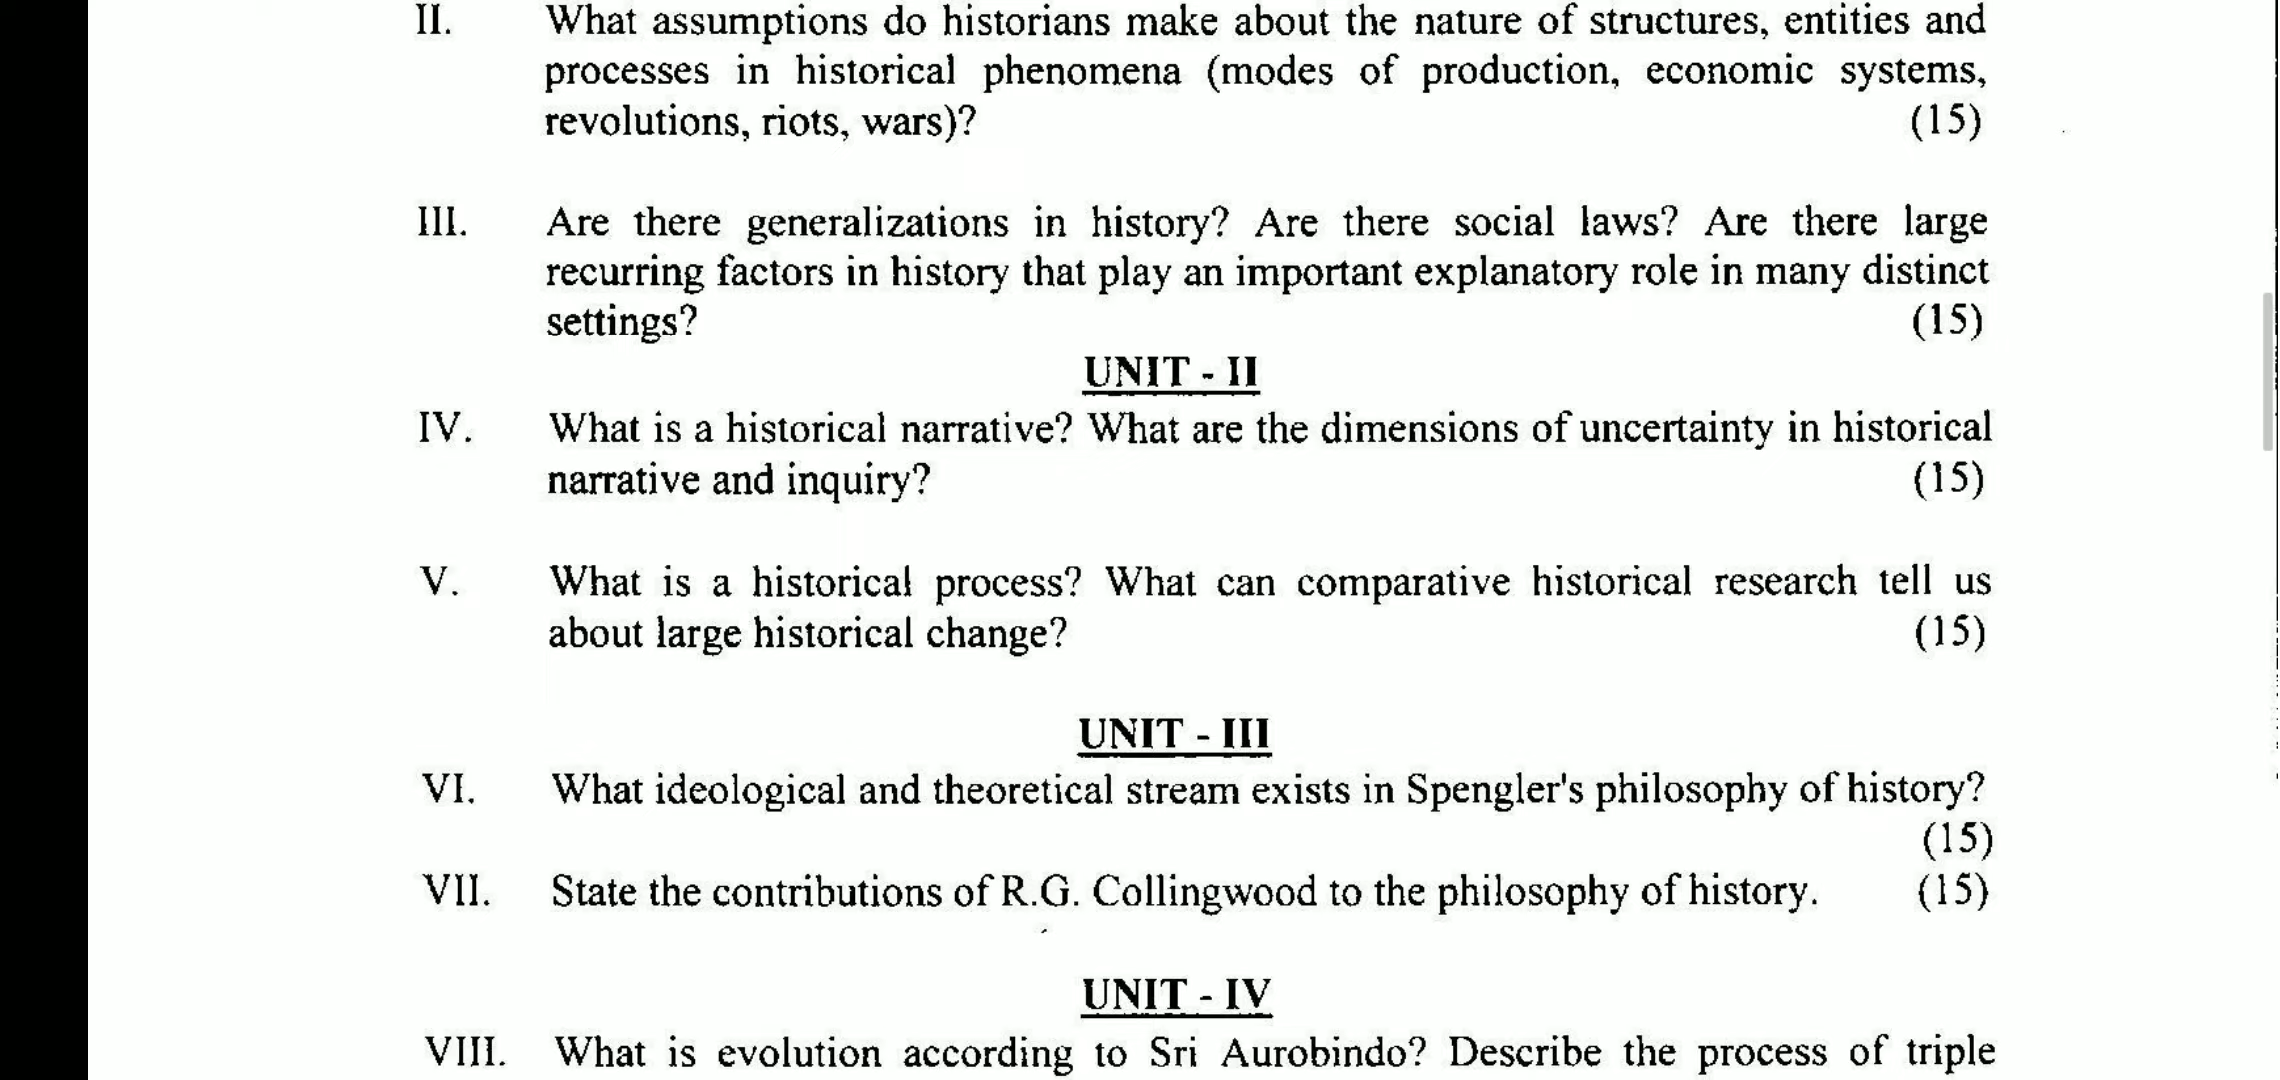 II. What assumptions do historians make about the nature of structures, entities and
processes in historical phenomena (modes of production, economic systems,
revolutions, riots, wars)? (15)
III. Are there generalizations in history? Are there social laws? Are there large
recurring factors in history that play an important explanatory role in many distinct
settings? (15)
UNIT - II
IV. What is a historical narrative? What are the dimensions of uncertainty in historical
narrative and inquiry? (15)
V. What is a historical process? What can comparative historical research tell us
about large historical change? (15)
UNIT - III
VI. What ideological and theoretical stream exists in Spengler's philosophy of history?
(15)
VII. State the contributions of R.G. Collingwood to the philosophy of history. (15)
UNIT - IV
VIII. What is evolution according to Sri Aurobindo? Describe the process of triple